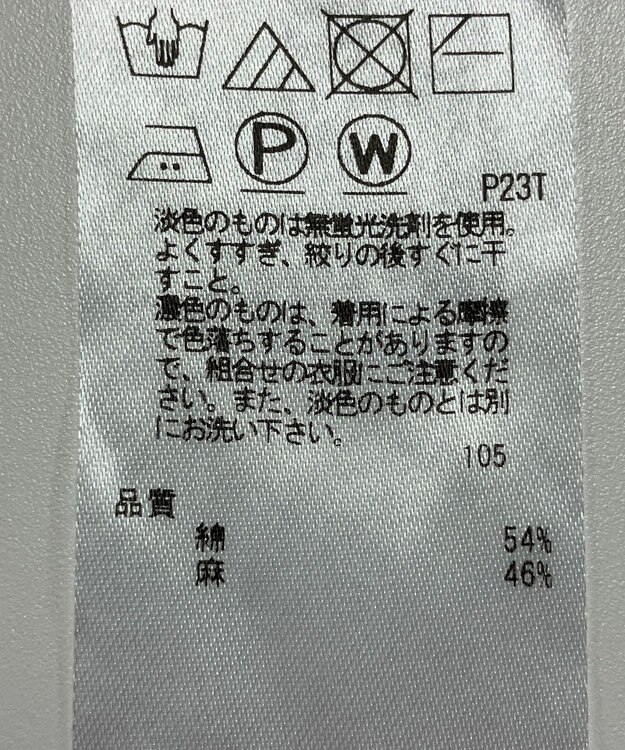 P W
P23T
淡色のものは無蛍光洗剤を使用。
よくすすぎ、絞りの後すぐに干
すこと。
濃色のものは、着用による摩擦
で色落ちすることがありますの
で、組合せの衣服にご注意くだ
さい。また、淡色のものとは別
にお洗い下さい。
105
品質
綿 54%
麻 46%